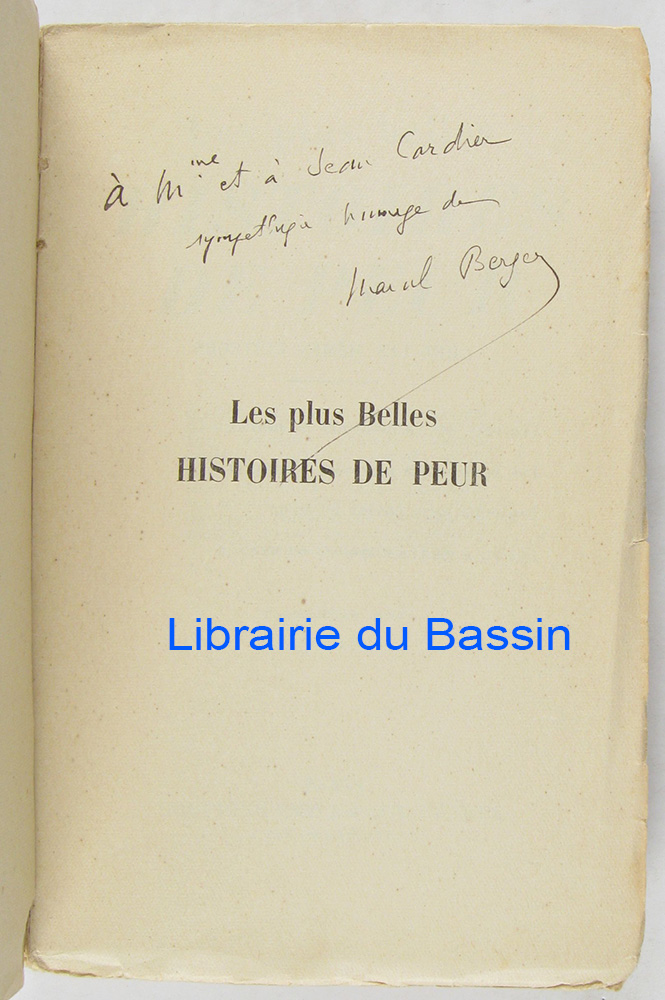 à Mme et à Jean Cardier
sympathique hommage de
Marcel Berger
Les plus Belles
HISTOIRES DE PEUR
Librairie du Bassin